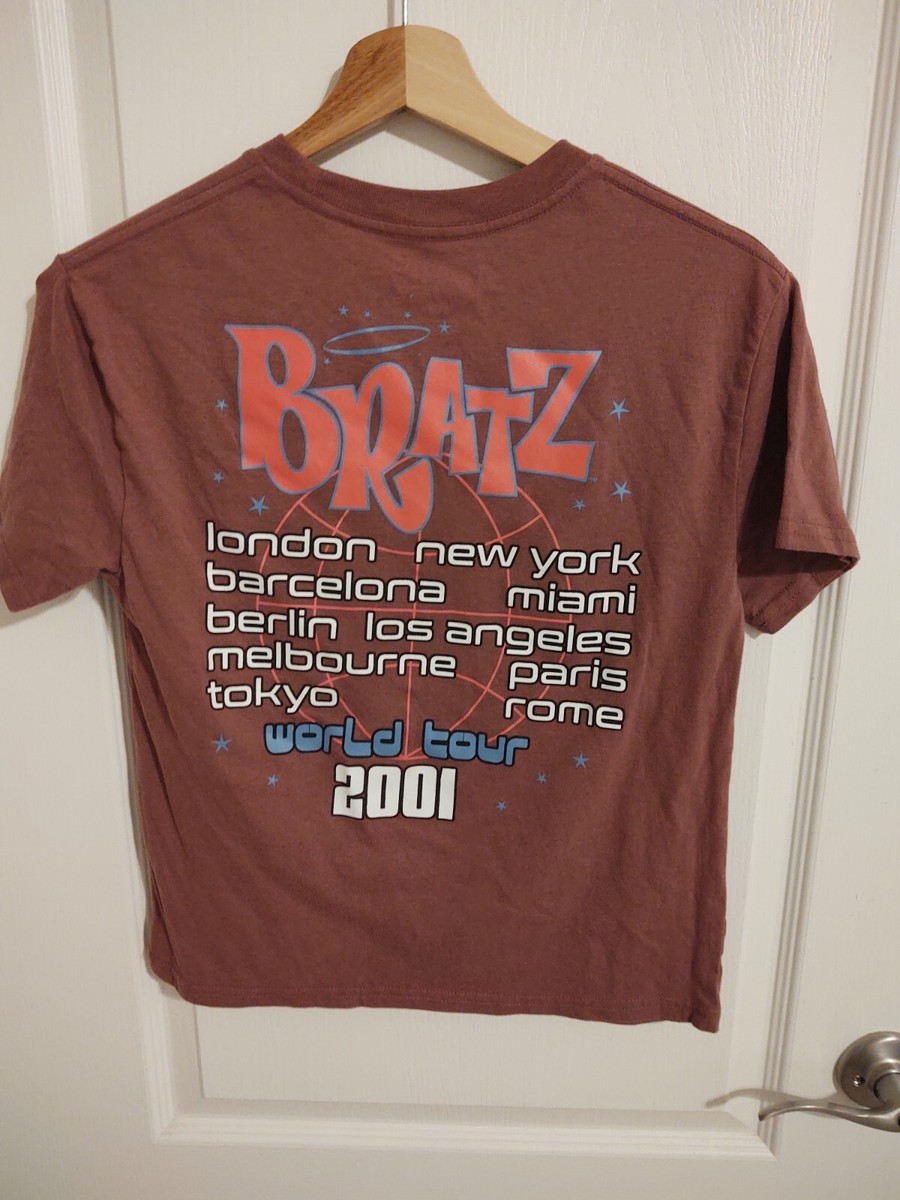 BRATZ
london new york
barcelona miami
berlin los angeles
melbourne paris
tokyo rome
world tour
2001